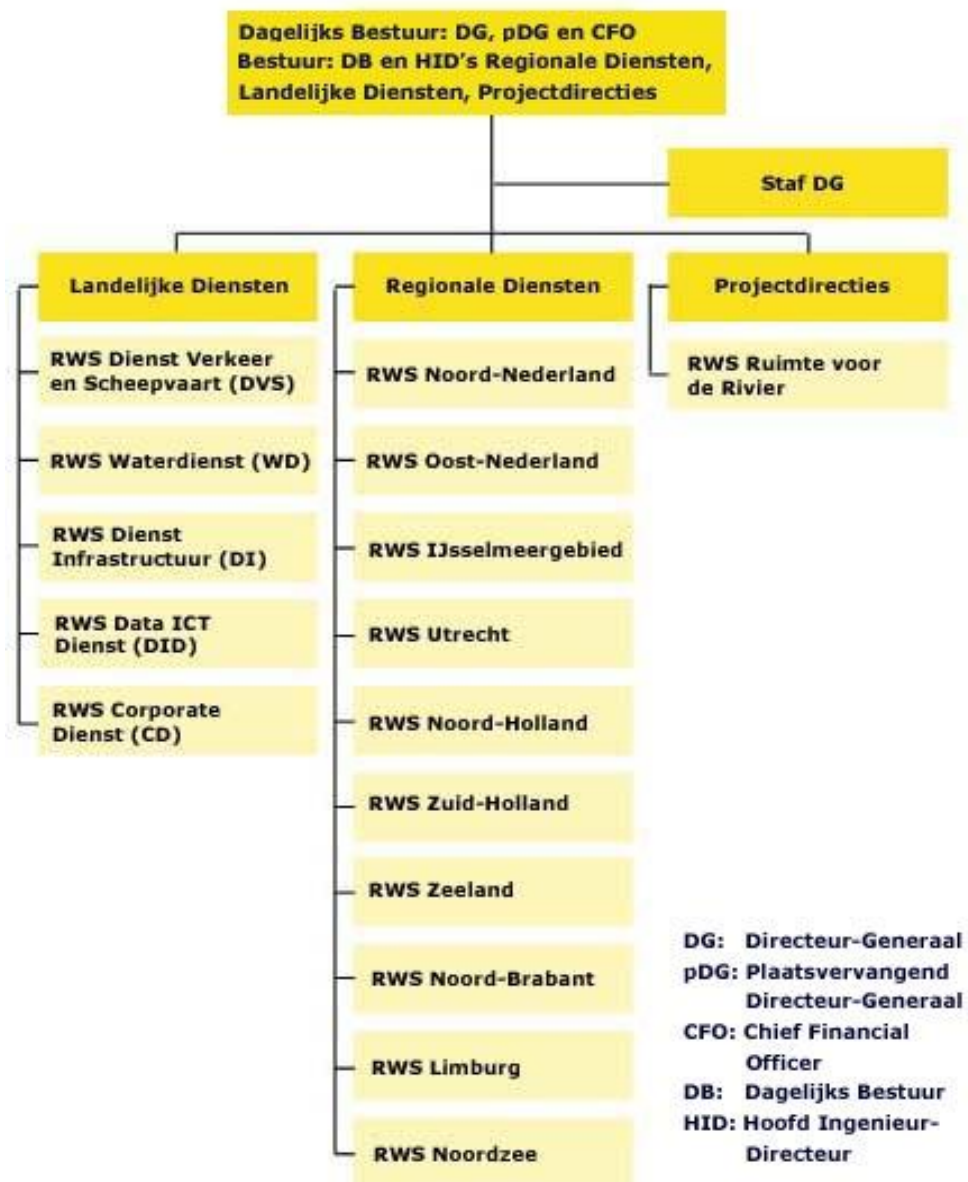 Dagelijks Bestuur: DG, pDG en CFO
Bestuur: DB en HID's Regionale Diensten,
Landelijke Diensten, Projectdirecties
Staf DG
Landelijke Diensten
RWS Dienst Verkeer
en Scheepvaart (DVS)
RWS Waterdienst (WD)
RWS Dienst
Infrastructuur (DI)
RWS Data ICT
Dienst (DID)
RWS Corporate
Dienst (CD)
Regionale Diensten
RWS Noord-Nederland
RWS Oost-Nederland
RWS IJsselmeergebied
RWS Utrecht
RWS Noord-Holland
RWS Zuid-Holland
RWS Zeeland
RWS Noord-Brabant
RWS Limburg
RWS Noordzee
Projectdirecties
RWS Ruimte voor
de Rivier
DG: Directeur-Generaal
pDG: Plaatsvervangend
Directeur-Generaal
CFO: Chief Financial
Officer
DB: Dagelijks Bestuur
HID: Hoofd Ingenieur-
Directeur